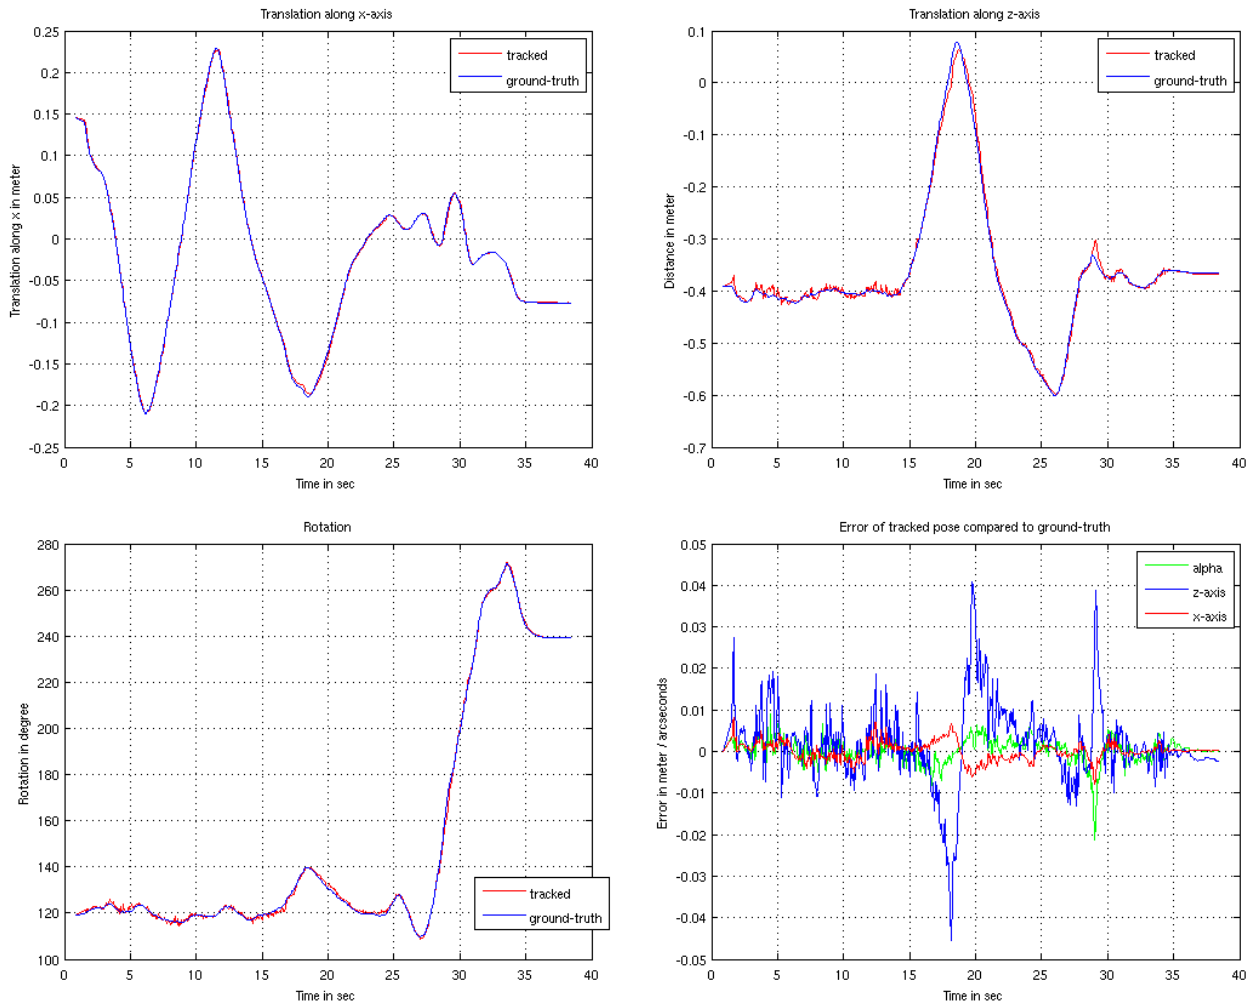 Translation along x-axis
0.25
0.2
0.15
0.1
0.05
0
-0.05
-0.1
-0.15
-0.2
-0.25
Translation along x in meter
tracked
ground-truth
0 5 10 15 20 25 30 35 40
Time in sec
Translation along z-axis
0.1
0
-0.1
-0.2
-0.3
-0.4
-0.5
-0.6
-0.7
Distance in meter
tracked
ground-truth
0 5 10 15 20 25 30 35 40
Time in sec
Rotation
280
260
240
220
200
180
160
140
120
100
Rotation in degree
tracked
ground-truth
0 5 10 15 20 25 30 35 40
Time in sec
Error of tracked pose compared to ground-truth
0.05
0.04
0.03
0.02
0.01
0
-0.01
-0.02
-0.03
-0.04
-0.05
Error in meter / arcseconds
alpha
z-axis
x-axis
0 5 10 15 20 25 30 35 40
Time in sec